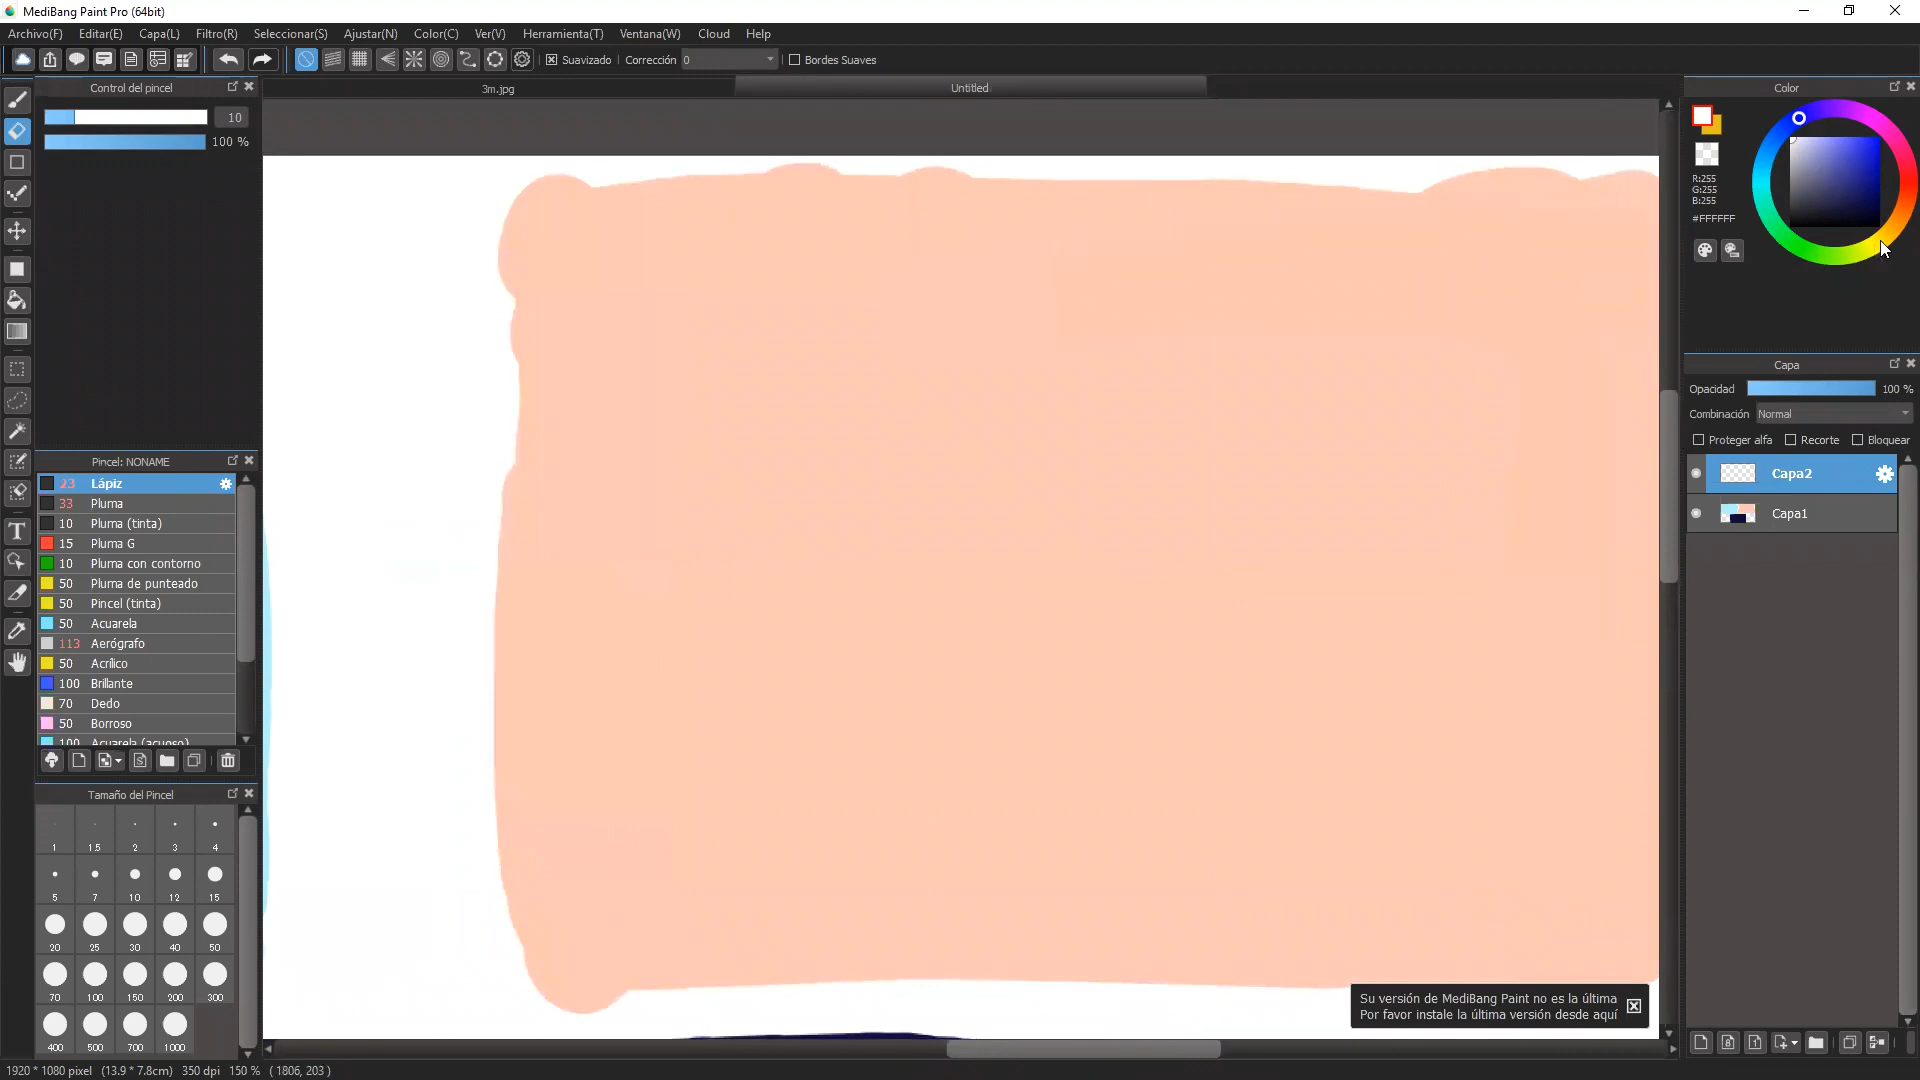 MediBang Paint Pro (64bit)
Archivo(F) Editar(E) Capa(L) Filtro(R) Seleccionar(S) Ajustar(N) Color(C) Ver(V) Herramienta(T) Ventana(W) Cloud Help
Suavizado Corrección 0 Bordes Suaves
Control del pincel
3m.jpg
Untitled
Color
10
100 %
R:255
G:255
B:255
#FFFFFF
Capa
Opacidad 100 %
Combinación Normal
Proteger alfa Recorte Bloquear
Capa2
Capa1
Pincel: NONAME
23 Lápiz
33 Pluma
10 Pluma (tinta)
15 Pluma G
10 Pluma con contorno
50 Pluma de punteado
50 Pincel (tinta)
50 Acuarela
113 Aerógrafo
50 Acrílico
100 Brillante
70 Dedo
50 Borroso
100 Acuarela (acuoso)
Tamaño del Pincel
1 1.5 2 3 4
5 7 10 12 15
20 25 30 40 50
70 100 150 200 300
400 500 700 1000
Su versión de MediBang Paint no es la última
Por favor instale la última versión desde aquí
1920 * 1080 pixel (13.9 * 7.8cm) 350 dpi 150 % ( 1806, 203 )